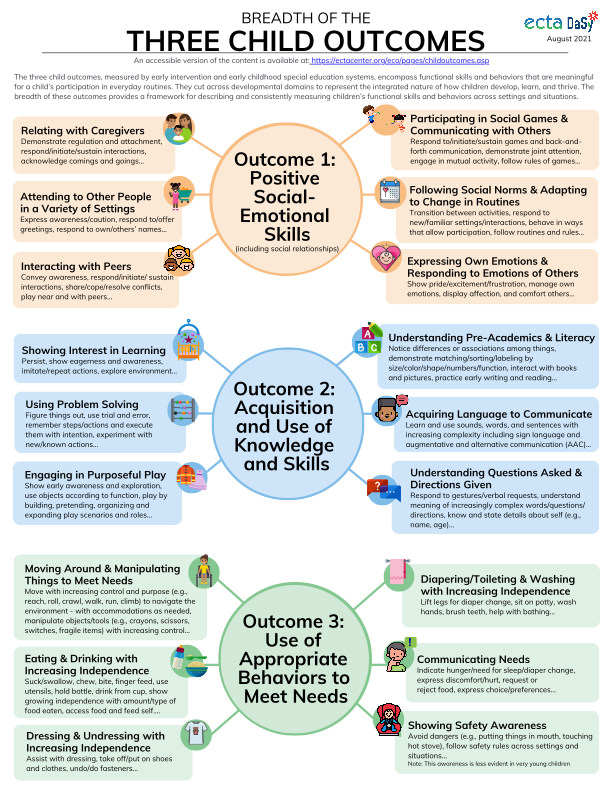 BREADTH OF THE
THREE CHILD OUTCOMES
ecta DaSy
August 2021
An accessible version of the content is available at: https://ectacenter.org/eco/pages/childoutcomes.asp
The three child outcomes, measured by early intervention and early childhood special education systems, encompass functional skills and behaviors that are meaningful
for a child's participation in everyday routines. They cut across developmental domains to represent the integrated nature of how children develop, learn, and thrive. The
breadth of these outcomes provides a framework for describing and consistently measuring children's functional skills and behaviors across settings and situations.
Outcome 1:
Positive
Social-
Emotional
Skills
(including social relationships)
Relating with Caregivers
Demonstrate regulation and attachment,
respond/initiate/sustain interactions,
acknowledge comings and goings...
Attending to Other People
in a Variety of Settings
Express awareness/caution, respond to/offer
greetings, respond to own/others' names...
Interacting with Peers
Convey awareness, respond/initiate/ sustain
interactions, share/cope/resolve conflicts,
play near and with peers...
Participating in Social Games &
Communicating with Others
Respond to/initiate/sustain games and back-and-
forth communication, demonstrate joint attention,
engage in mutual activity, follow rules of games...
Following Social Norms & Adapting
to Change in Routines
Transition between activities, respond to
new/familiar settings/interactions, behave in ways
that allow participation, follow routines and rules...
Expressing Own Emotions &
Responding to Emotions of Others
Show pride/excitement/frustration, manage own
emotions, display affection, and comfort others...
Outcome 2:
Acquisition
and Use of
Knowledge
and Skills
Showing Interest in Learning
Persist, show eagerness and awareness,
imitate/repeat actions, explore environment...
Using Problem Solving
Figure things out, use trial and error,
remember steps/actions and execute
them with intention, experiment with
new/known actions...
Engaging in Purposeful Play
Show early awareness and exploration,
use objects according to function, play by
building, pretending, organizing and
expanding play scenarios and roles...
A
B C
Understanding Pre-Academics & Literacy
Notice differences or associations among things,
demonstrate matching/sorting/labeling by
size/color/shape/numbers/function, interact with books
and pictures, practice early writing and reading...
Acquiring Language to Communicate
Learn and use sounds, words, and sentences with
increasing complexity including sign language and
augmentative and alternative communication (AAC)...
? ...
Understanding Questions Asked &
Directions Given
Respond to gestures/verbal requests, understand
meaning of increasingly complex words/questions/
directions, know and state details about self (e.g.,
name, age)...
Outcome 3:
Use of
Appropriate
Behaviors to
Meet Needs
Moving Around & Manipulating
Things to Meet Needs
Move with increasing control and purpose (e.g.,
reach, roll, crawl, walk, run, climb) to navigate the
environment - with accommodations as needed,
manipulate objects/tools (e.g., crayons, scissors,
switches, fragile items) with increasing control...
Eating & Drinking with
Increasing Independence
Suck/swallow, chew, bite, finger feed, use
utensils, hold bottle, drink from cup, show
growing independence with amount/type of
food eaten, access food and feed self....
Dressing & Undressing with
Increasing Independence
Assist with dressing, take off/put on shoes
and clothes, undo/do fasteners...
Diapering/Toileting & Washing
with Increasing Independence
Lift legs for diaper change, sit on potty, wash
hands, brush teeth, help with bathing...
!
Communicating Needs
Indicate hunger/need for sleep/diaper change,
express discomfort/hurt, request or
reject food, express choice/preferences...
Showing Safety Awareness
Avoid dangers (e.g., putting things in mouth, touching
hot stove), follow safety rules across settings and
situations...
Note: This awareness is less evident in very young children